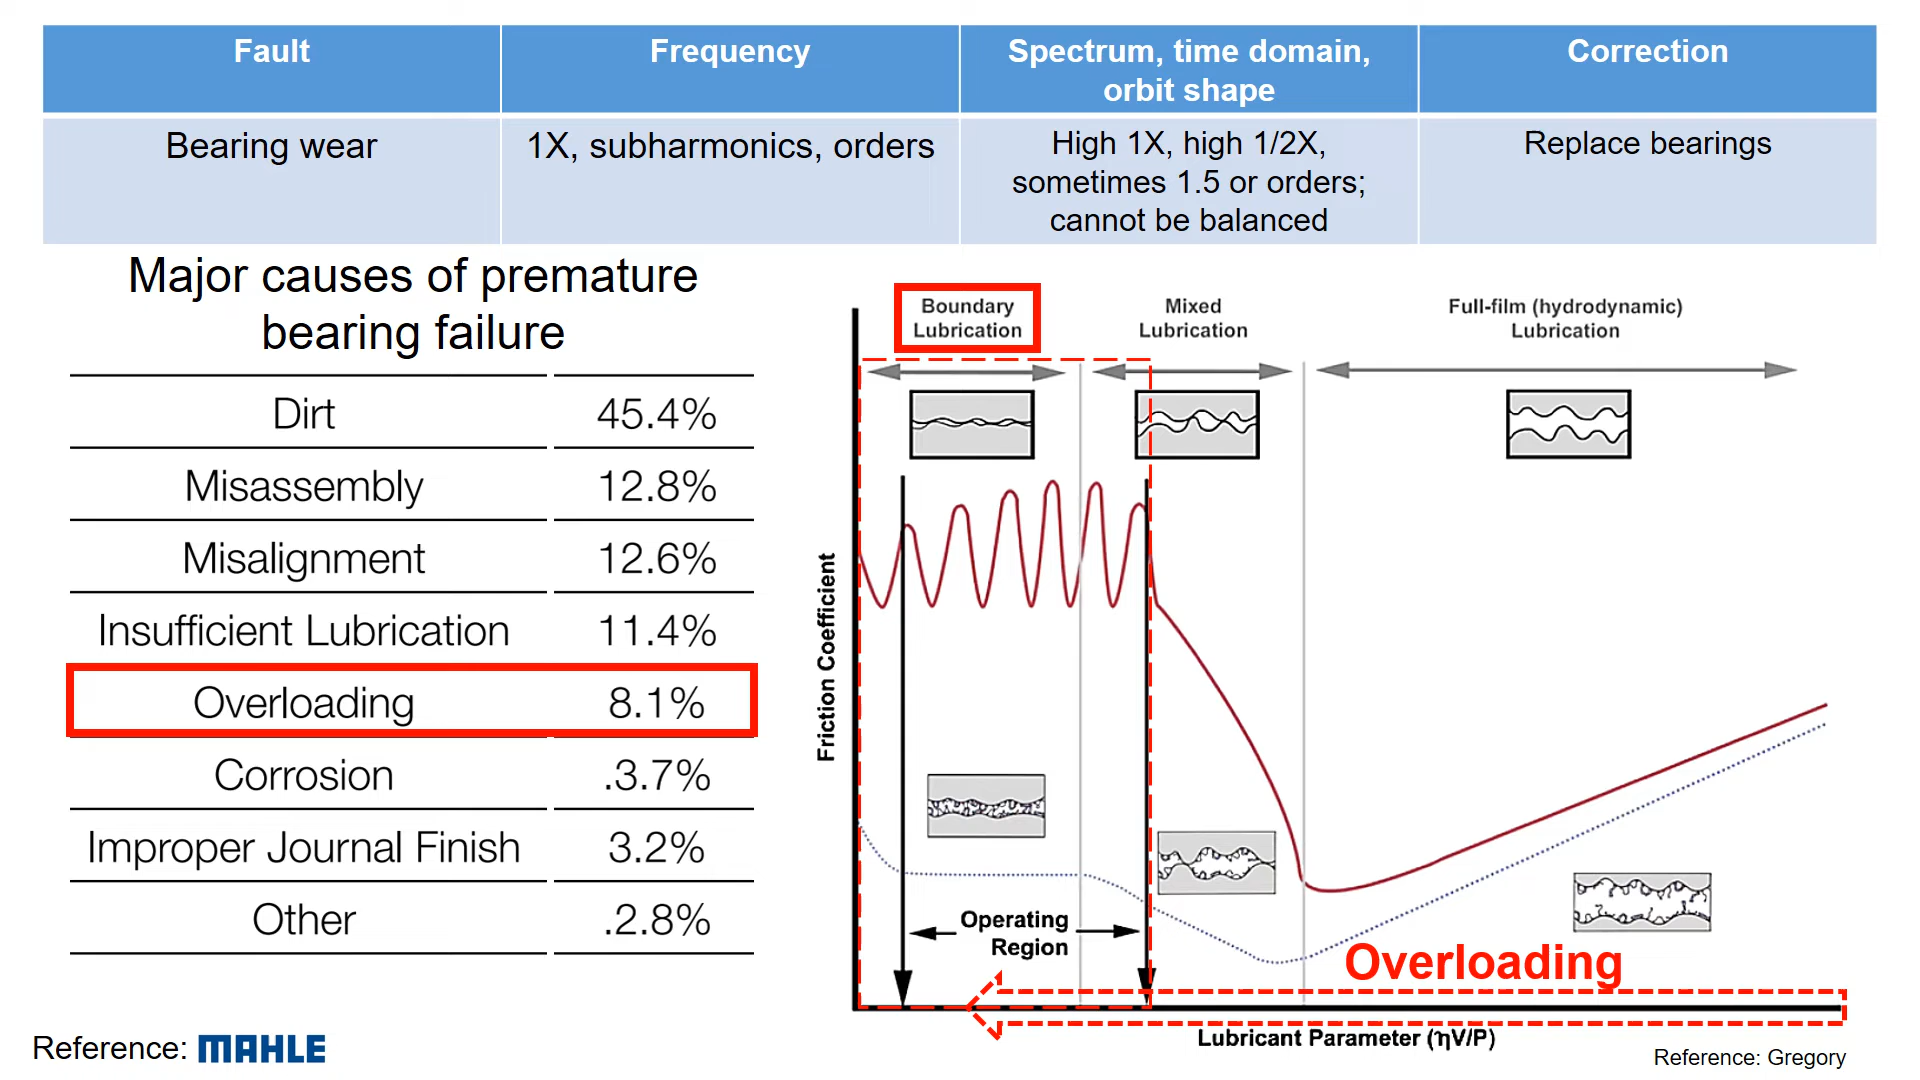 Fault
Frequency
Spectrum, time domain,
orbit shape
Correction
Bearing wear
1X, subharmonics, orders
High 1X, high 1/2X,
sometimes 1.5 or orders;
cannot be balanced
Replace bearings
Major causes of premature
bearing failure
Dirt 45.4%
Misassembly 12.8%
Misalignment 12.6%
Insufficient Lubrication 11.4%
Overloading 8.1%
Corrosion .3.7%
Improper Journal Finish 3.2%
Other .2.8%
Reference: MAHLE
Boundary
Lubrication
Mixed
Lubrication
Full-film (hydrodynamic)
Lubrication
Friction Coefficient
Operating
Region
Overloading
Lubricant Parameter (ηV/P)
Reference: Gregory